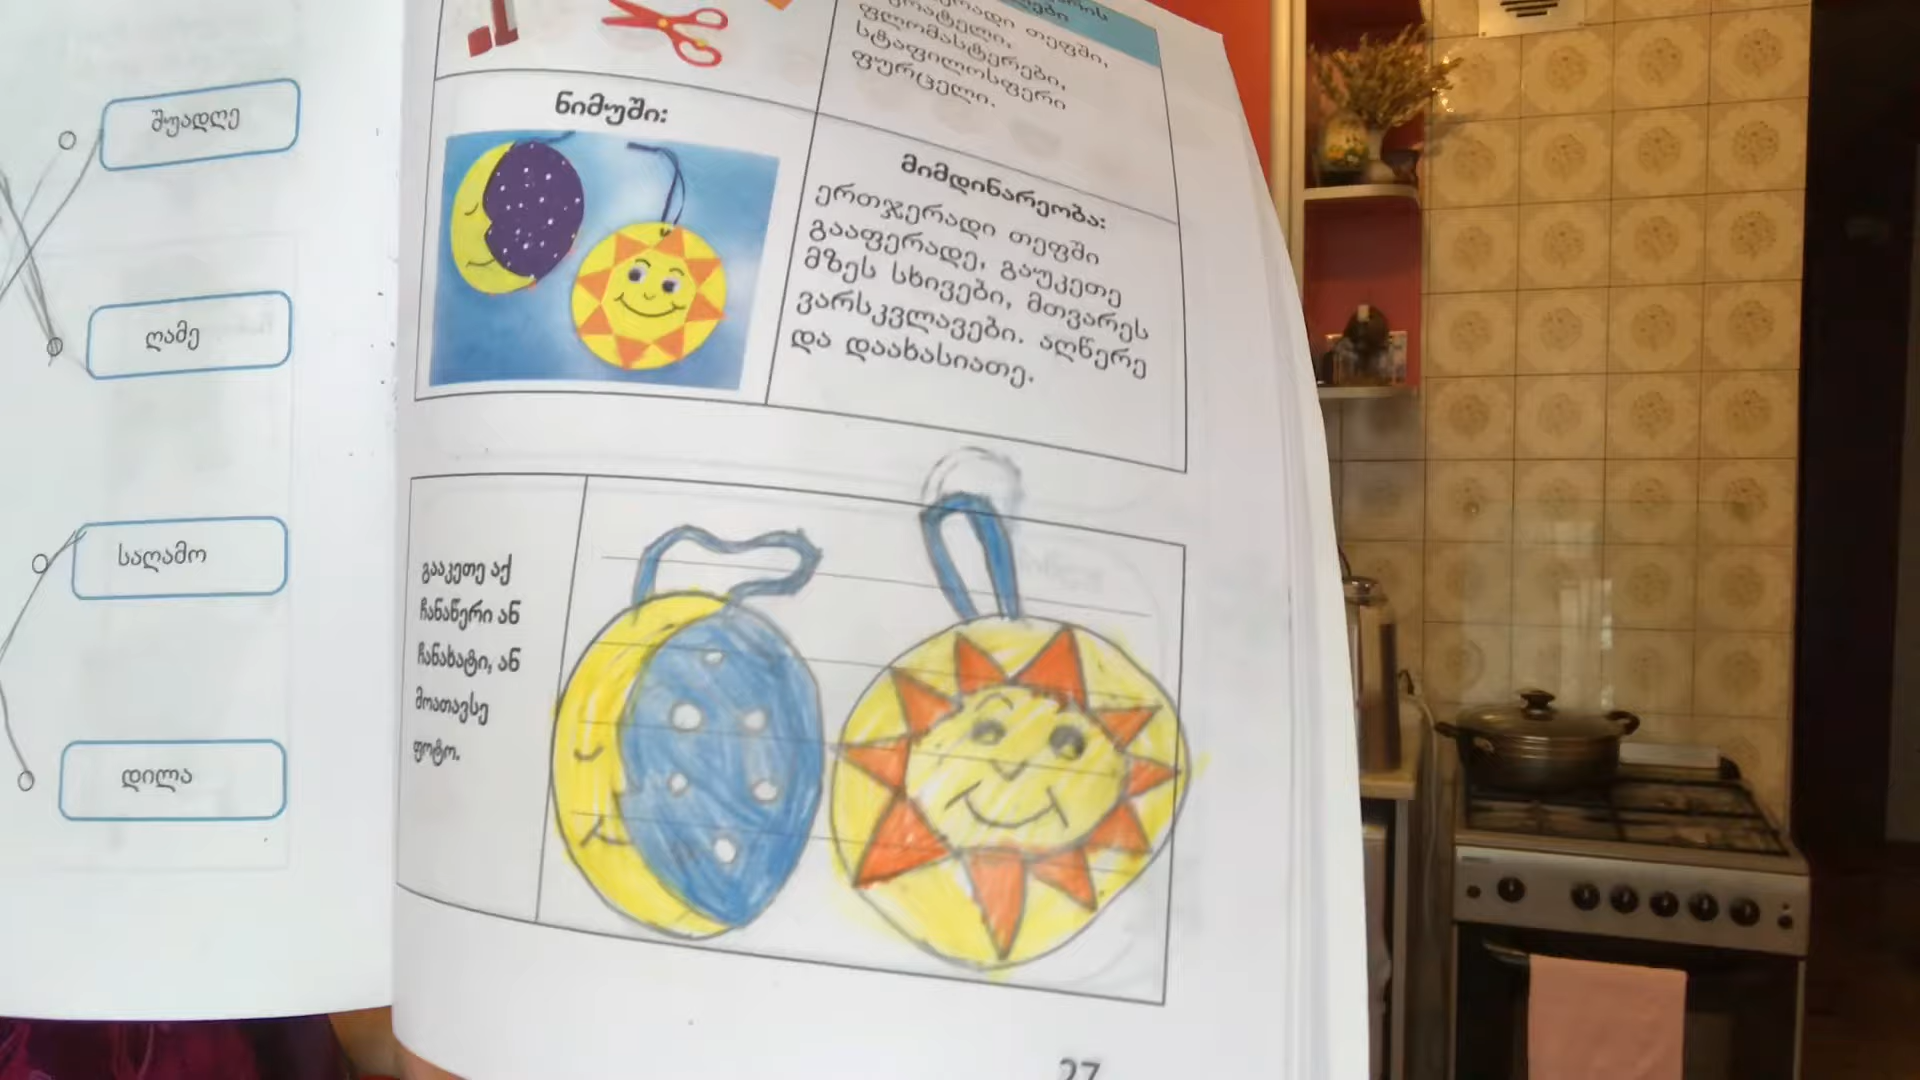 შუადღე
ღამე
საღამო
დილა
თეფში,
ფლომასტერები,
სტაფილოსფერი
ფურცელი.
ნიმუში:
მიმდინარეობა:
ერთჯერადი თეფში
გააფერადე, გაუკეთე
მზეს სხივები, მთვარეს
ვარსკვლავები. აღწერე
და დაახასიათე.
გააკეთე აქ
ჩანაწერი ან
ჩანახატი, ან
მოათავსე
ფოტო.
27